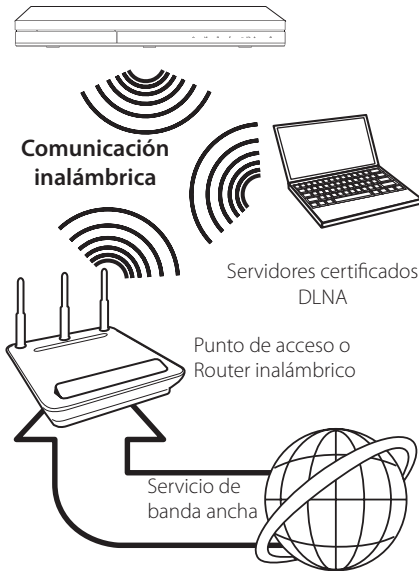 Comunicación
inalámbrica
Servidores certificados
DLNA
Punto de acceso o
Router inalámbrico
Servicio de
banda ancha